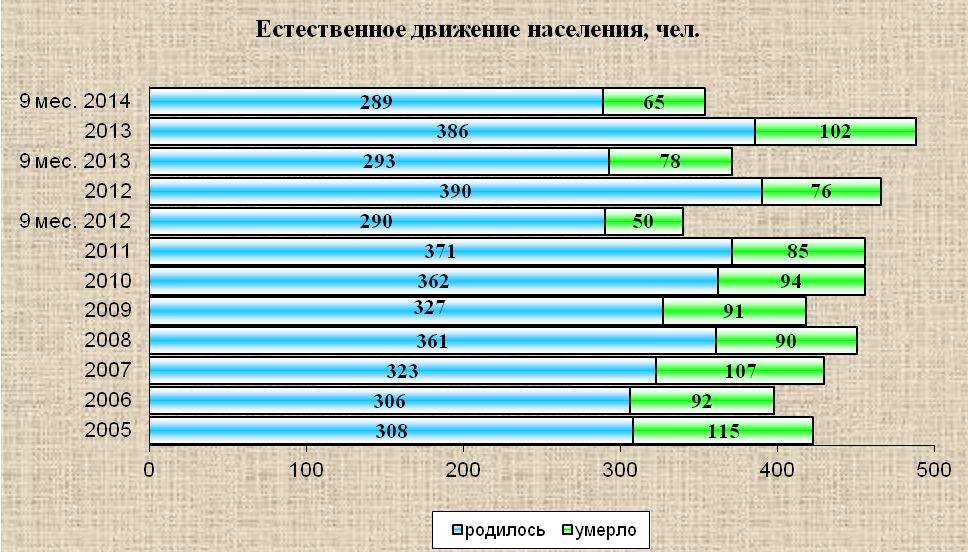 Естественное движение населения, чел.
9 мес. 2014 289 65
2013 386 102
9 мес. 2013 293 78
2012 390 76
9 мес. 2012 290 50
2011 371 85
2010 362 94
2009 327 91
2008 361 90
2007 323 107
2006 306 92
2005 308 115
0 100 200 300 400 500
родилось умерло